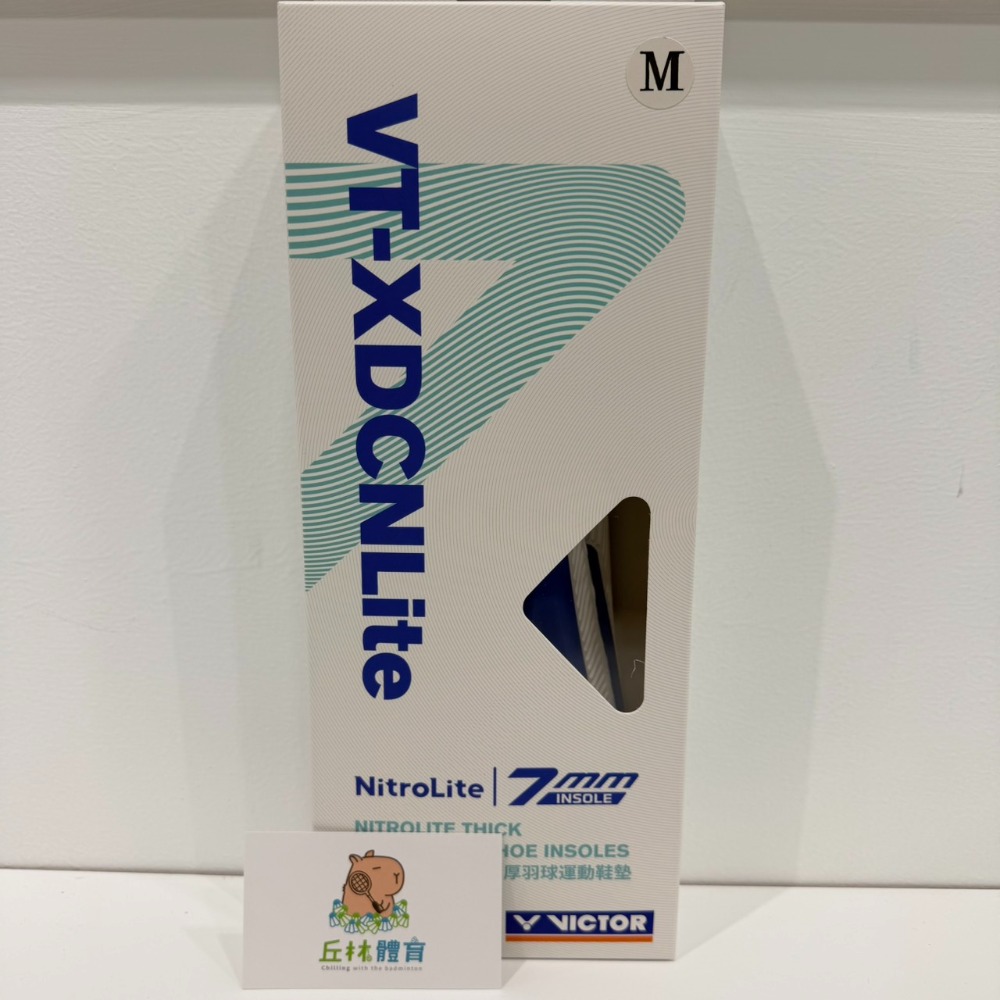 M
VT-XDCNLite
NitroLite 7mm
INSOLE
NITROLITE THICK
HOE INSOLES
厚羽球運動鞋墊
VICTOR
丘林體育
Chilling with the badminton